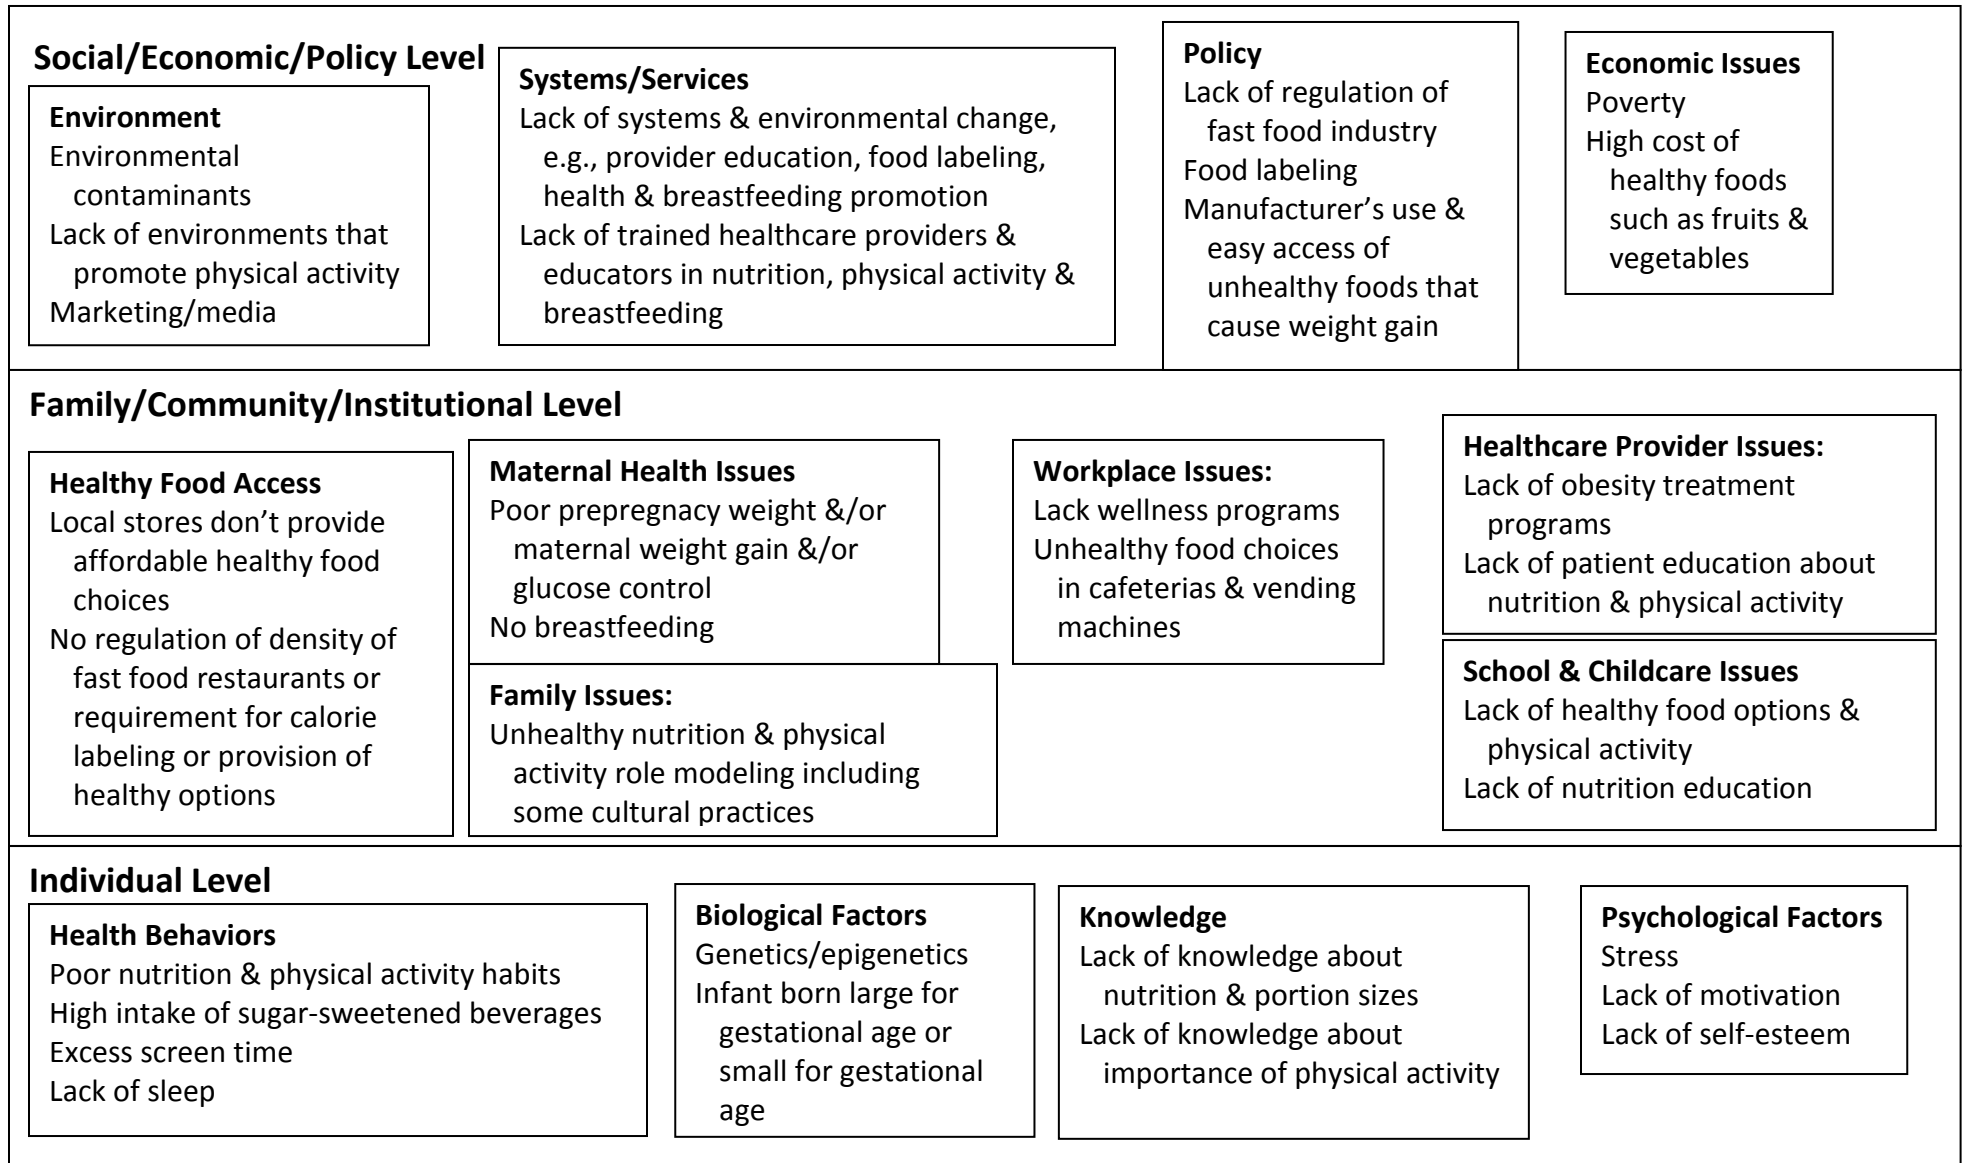 Social/Economic/Policy Level
Environment
Environmental
contaminants
Lack of environments that
promote physical activity
Marketing/media
Systems/Services
Lack of systems & environmental change,
e.g., provider education, food labeling,
health & breastfeeding promotion
Lack of trained healthcare providers &
educators in nutrition, physical activity &
breastfeeding
Policy
Lack of regulation of
fast food industry
Food labeling
Manufacturer’s use &
easy access of
unhealthy foods that
cause weight gain
Economic Issues
Poverty
High cost of
healthy foods
such as fruits &
vegetables
Family/Community/Institutional Level
Healthy Food Access
Local stores don’t provide
affordable healthy food
choices
No regulation of density of
fast food restaurants or
requirement for calorie
labeling or provision of
healthy options
Maternal Health Issues
Poor prepregnancy weight &/or
maternal weight gain &/or
glucose control
No breastfeeding
Family Issues:
Unhealthy nutrition & physical
activity role modeling including
some cultural practices
Workplace Issues:
Lack wellness programs
Unhealthy food choices
in cafeterias & vending
machines
Healthcare Provider Issues:
Lack of obesity treatment
programs
Lack of patient education about
nutrition & physical activity
School & Childcare Issues
Lack of healthy food options &
physical activity
Lack of nutrition education
Individual Level
Health Behaviors
Poor nutrition & physical activity habits
High intake of sugar-sweetened beverages
Excess screen time
Lack of sleep
Biological Factors
Genetics/epigenetics
Infant born large for
gestational age or
small for gestational
age
Knowledge
Lack of knowledge about
nutrition & portion sizes
Lack of knowledge about
importance of physical activity
Psychological Factors
Stress
Lack of motivation
Lack of self-esteem